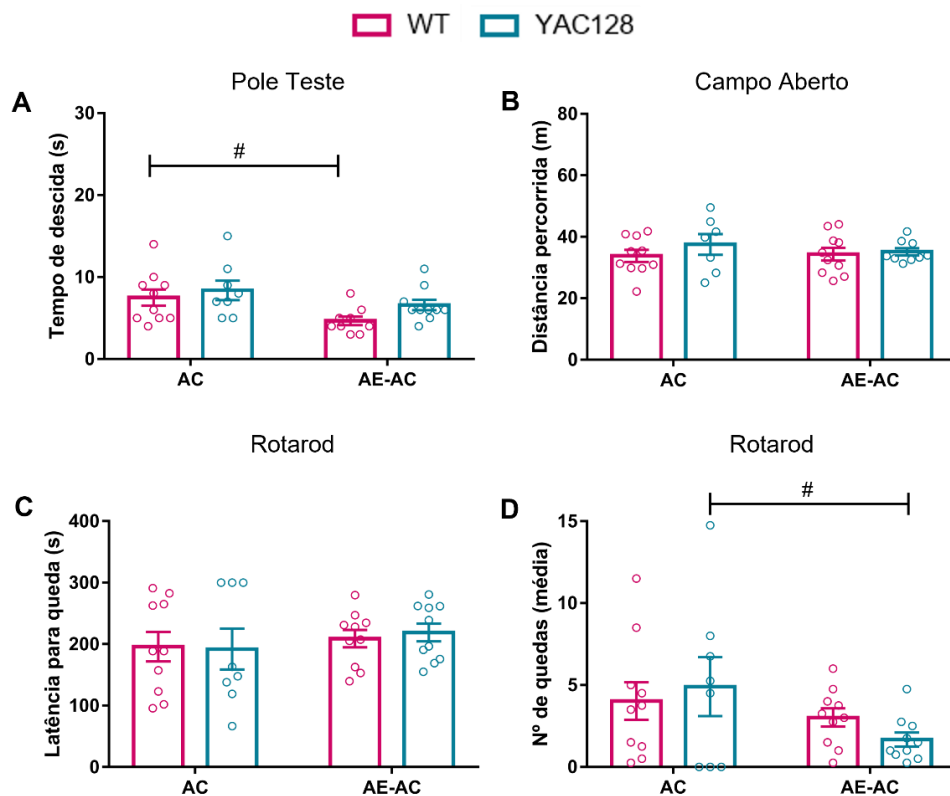 WT YAC128
A
Pole Teste
Tempo de descida (s)
30
20
10
0
#
AC AE-AC
B
Campo Aberto
Distância percorrida (m)
80
60
40
20
0
AC AE-AC
C
Rotarod
Latência para queda (s)
400
300
200
100
0
AC AE-AC
D
Rotarod
Nº de quedas (média)
15
10
5
0
#
AC AE-AC